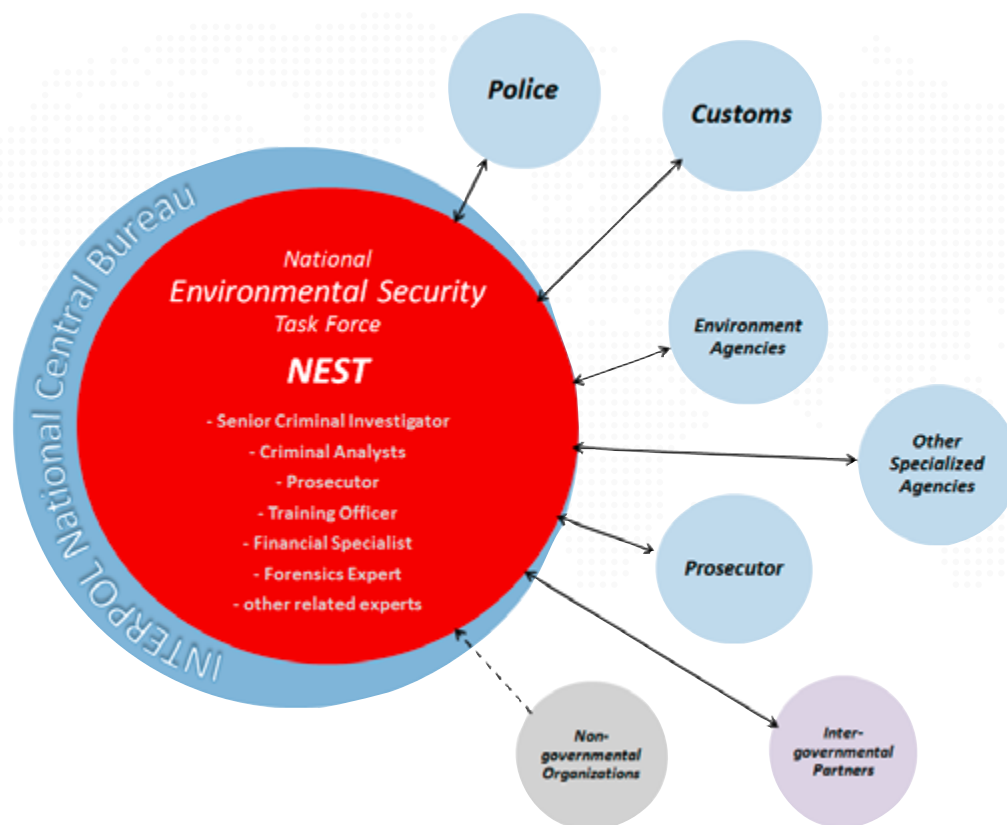 INTERPOL National Central Bureau
National
Environmental Security
Task Force
NEST
- Senior Criminal Investigator
- Criminal Analysts
- Prosecutor
- Training Officer
- Financial Specialist
- Forensics Expert
- other related experts
Police
Customs
Environment
Agencies
Other
Specialized
Agencies
Prosecutor
Inter-
governmental
Partners
Non-
governmental
Organizations